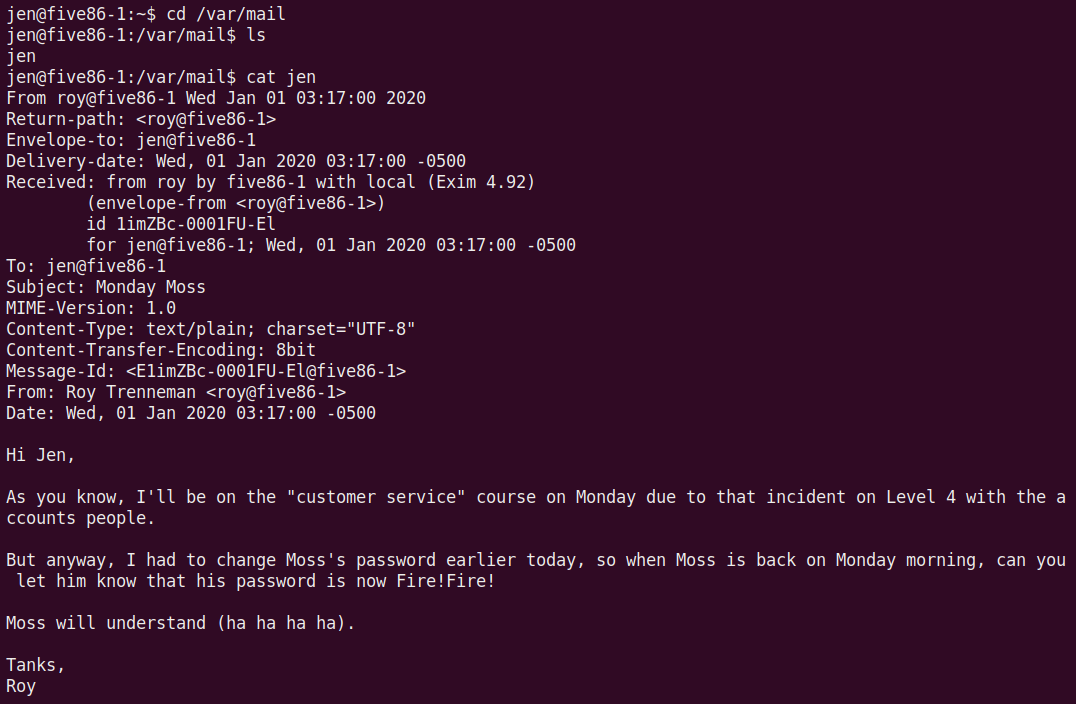 jen@five86-1:~$ cd /var/mail
jen@five86-1:/var/mail$ ls
jen
jen@five86-1:/var/mail$ cat jen
From roy@five86-1 Wed Jan 01 03:17:00 2020
Return-path: <roy@five86-1>
Envelope-to: jen@five86-1
Delivery-date: Wed, 01 Jan 2020 03:17:00 -0500
Received: from roy by five86-1 with local (Exim 4.92)
        (envelope-from <roy@five86-1>)
        id 1imZBc-0001FU-El
        for jen@five86-1; Wed, 01 Jan 2020 03:17:00 -0500
To: jen@five86-1
Subject: Monday Moss
MIME-Version: 1.0
Content-Type: text/plain; charset="UTF-8"
Content-Transfer-Encoding: 8bit
Message-Id: <E1imZBc-0001FU-El@five86-1>
From: Roy Trenneman <roy@five86-1>
Date: Wed, 01 Jan 2020 03:17:00 -0500

Hi Jen,

As you know, I'll be on the "customer service" course on Monday due to that incident on Level 4 with the a
ccounts people.

But anyway, I had to change Moss's password earlier today, so when Moss is back on Monday morning, can you
 let him know that his password is now Fire!Fire!

Moss will understand (ha ha ha ha).

Tanks,
Roy